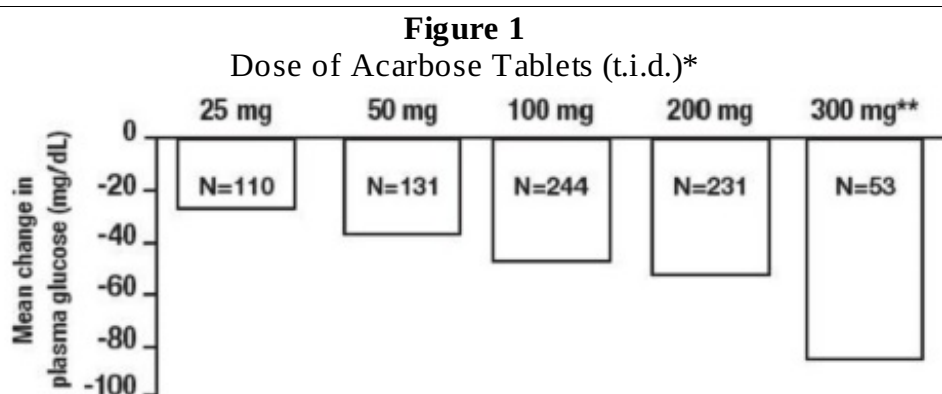 Figure 1
Dose of Acarbose Tablets (t.i.d.)*
25 mg 50 mg 100 mg 200 mg 300 mg**
Mean change in
plasma glucose (mg/dL)
0
-20
-40
-60
-80
-100
N=110 N=131 N=244 N=231 N=53